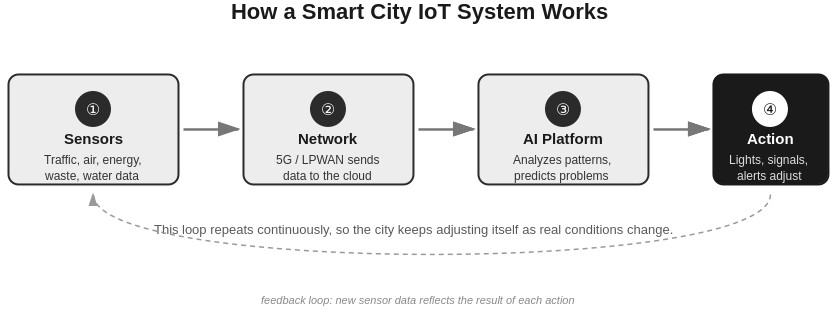 How a Smart City IoT System Works
①
Sensors
Traffic, air, energy,
waste, water data
②
Network
5G / LPWAN sends
data to the cloud
③
AI Platform
Analyzes patterns,
predicts problems
④
Action
Lights, signals,
alerts adjust
This loop repeats continuously, so the city keeps adjusting itself as real conditions change.
feedback loop: new sensor data reflects the result of each action